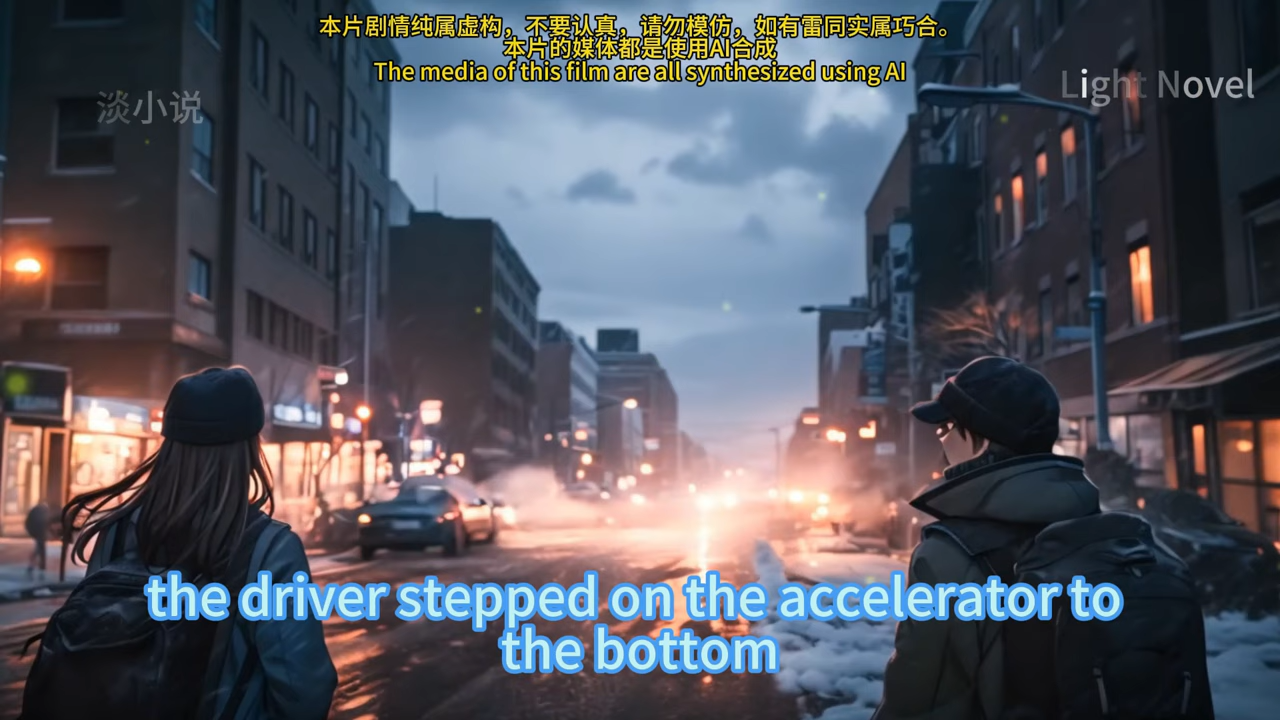 本片剧情纯属虚构，不要认真，请勿模仿，如有雷同实属巧合。
本片的媒体都是使用AI合成
The media of this film are all synthesized using AI
淡小说
Light Novel
the driver stepped on the accelerator to
the bottom